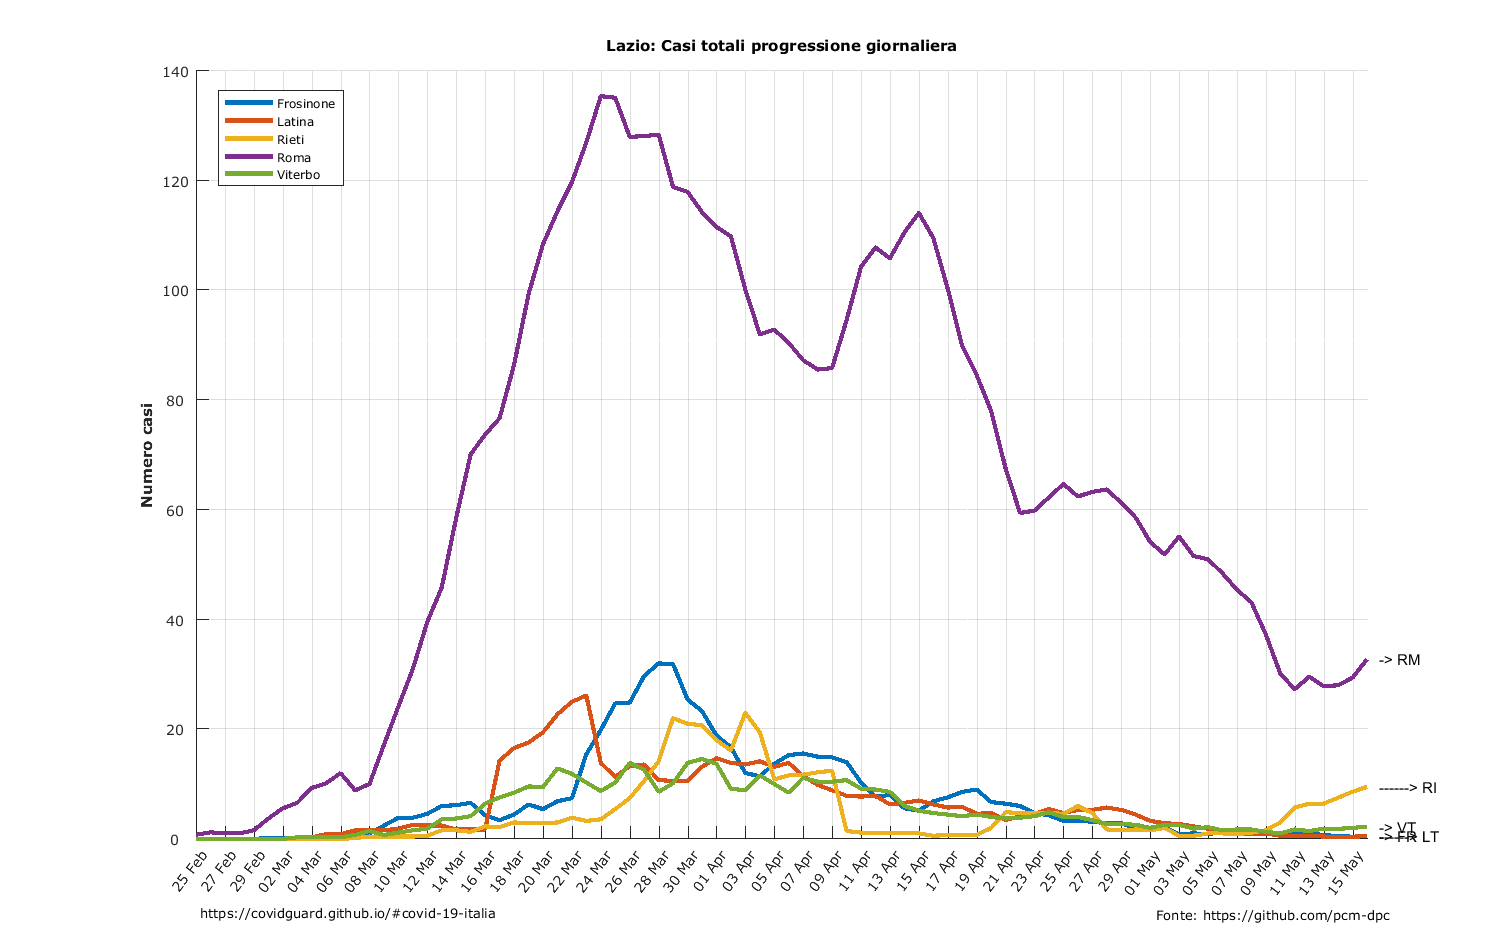 Lazio: Casi totali progressione giornaliera
Numero casi
140
120
100
80
60
40
20
0
Frosinone
Latina
Rieti
Roma
Viterbo
-> RM
------> RI
-> VT
-> FR
LT
25 Feb
27 Feb
29 Feb
02 Mar
04 Mar
06 Mar
08 Mar
10 Mar
12 Mar
14 Mar
16 Mar
18 Mar
20 Mar
22 Mar
24 Mar
26 Mar
28 Mar
30 Mar
01 Apr
03 Apr
05 Apr
07 Apr
09 Apr
11 Apr
13 Apr
15 Apr
17 Apr
19 Apr
21 Apr
23 Apr
25 Apr
27 Apr
29 Apr
01 May
03 May
05 May
07 May
09 May
11 May
13 May
15 May
https://covidguard.github.io/#covid-19-italia
Fonte: https://github.com/pcm-dpc